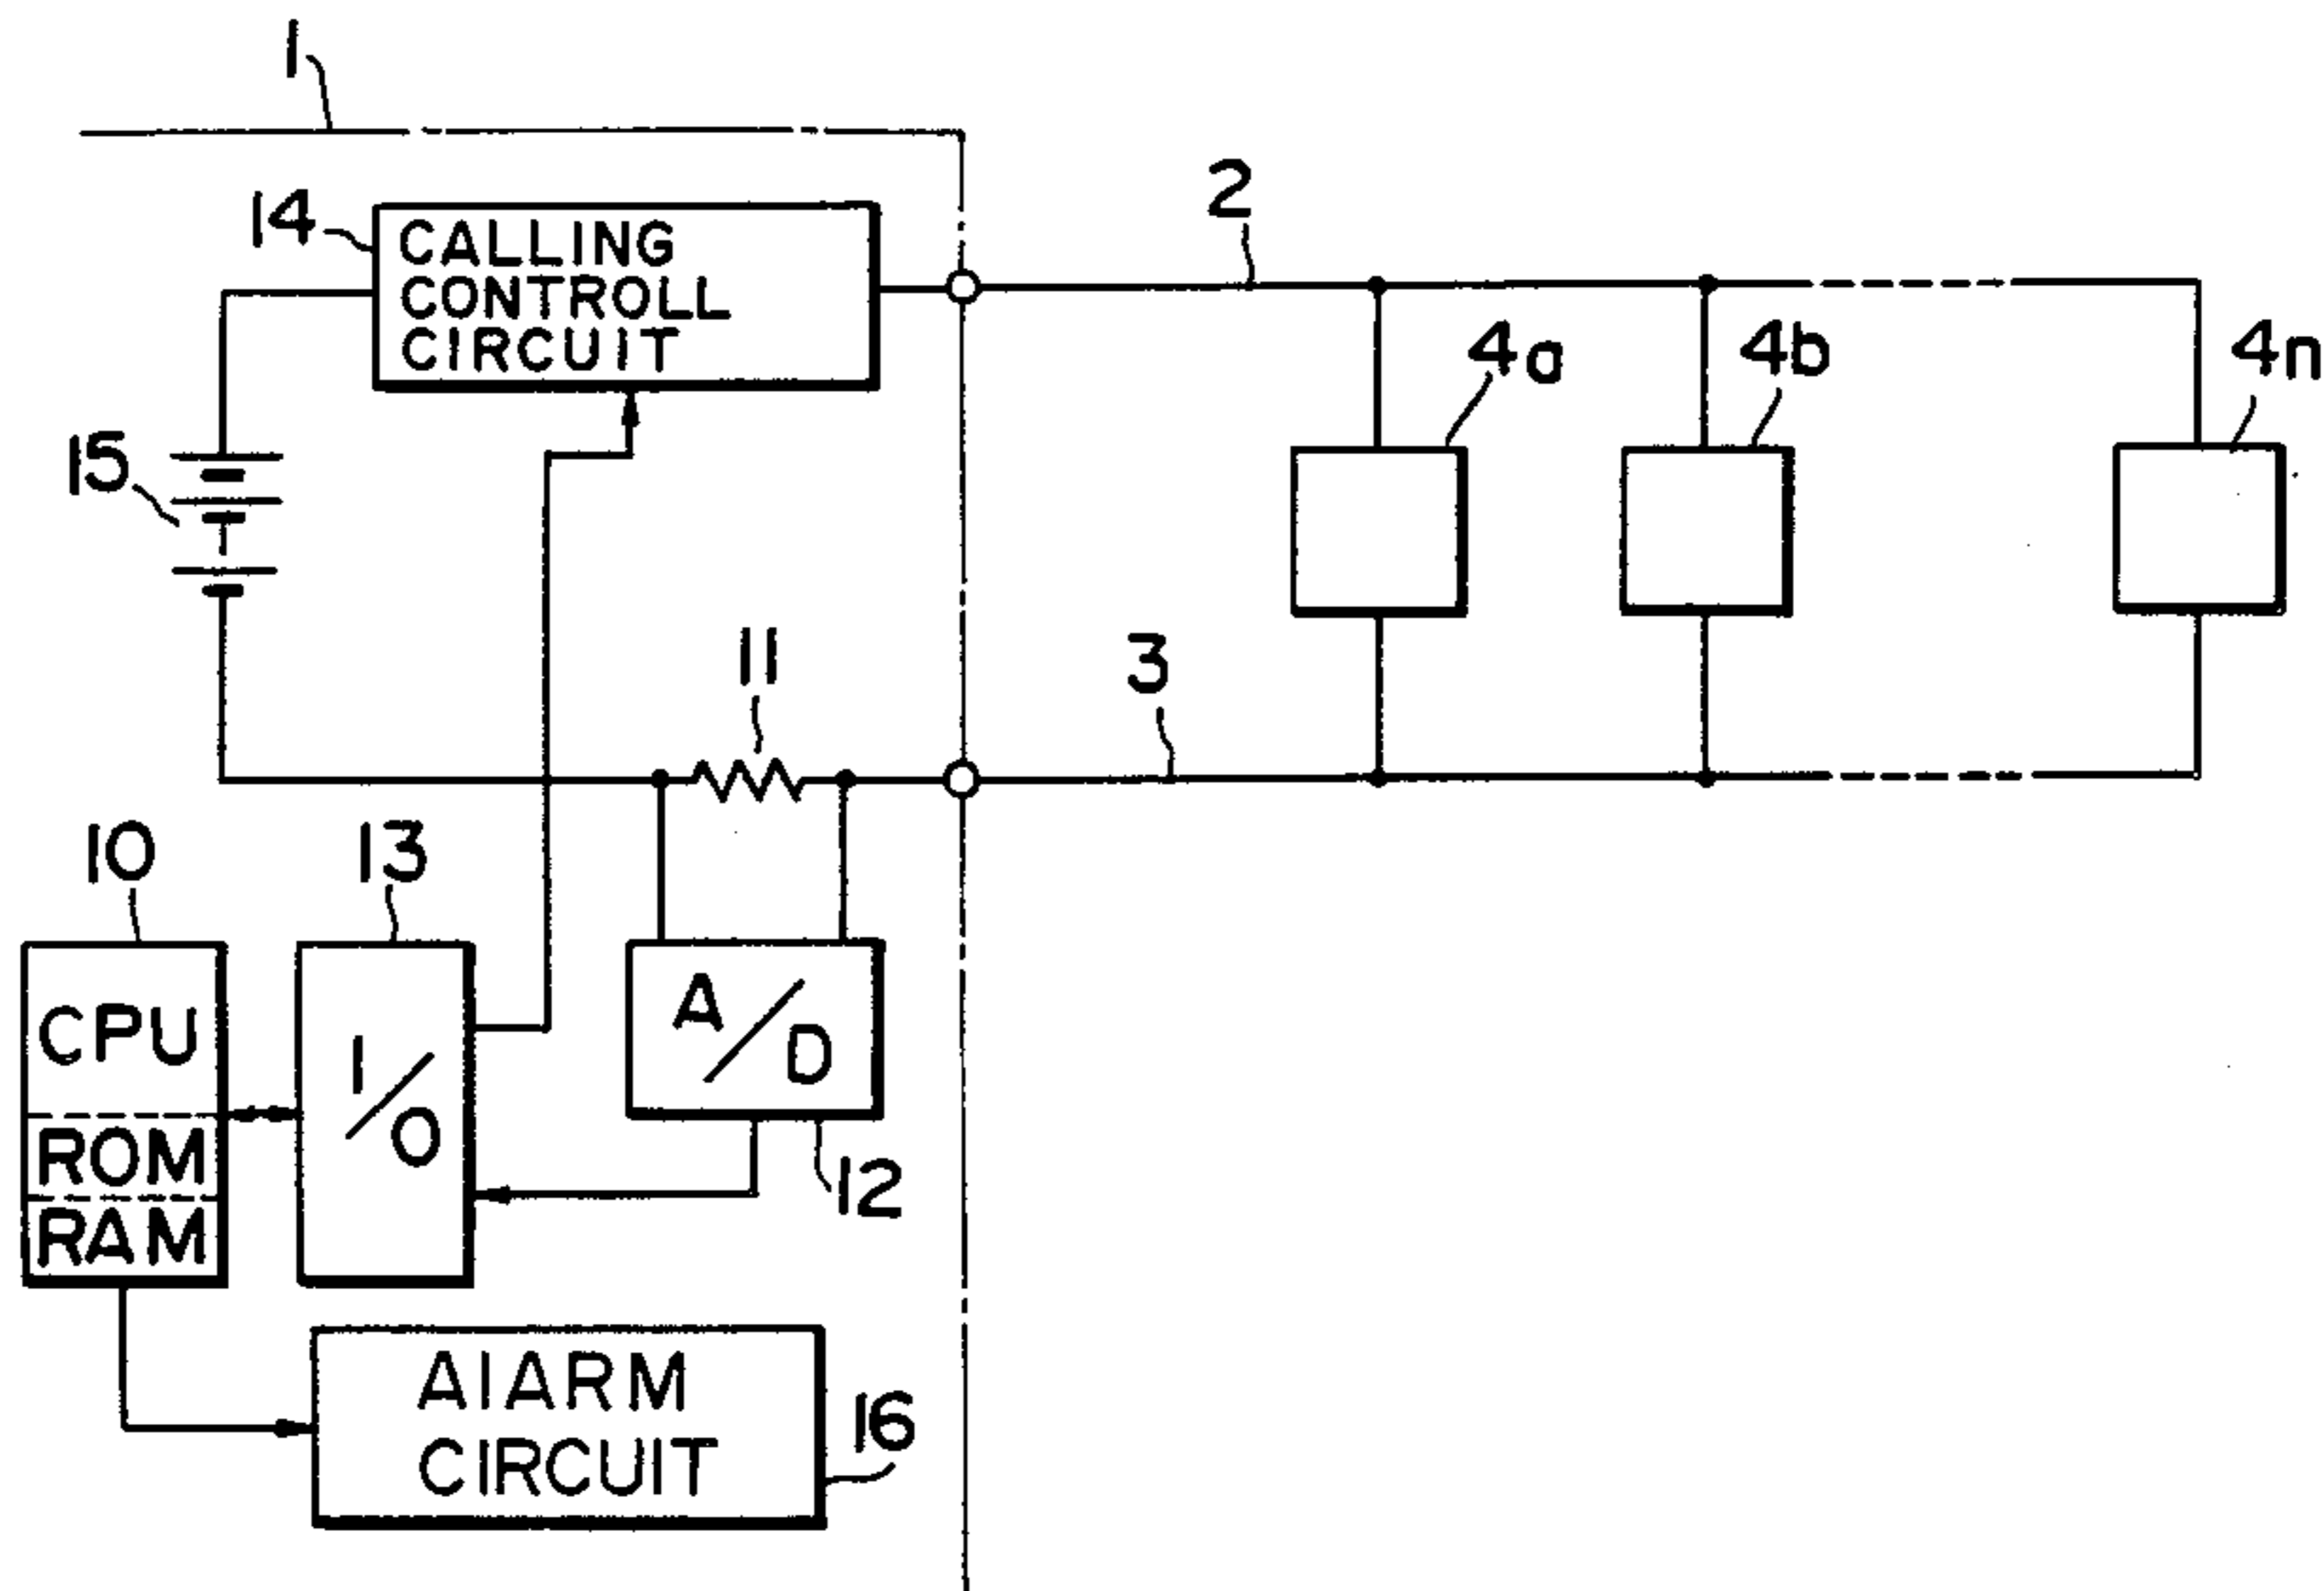 1
14
CALLING
CONTROLL
CIRCUIT
2
4a
4b
4n
15
11
3
10
13
CPU
ROM
RAM
I/O
A/D
12
AIARM
CIRCUIT
16